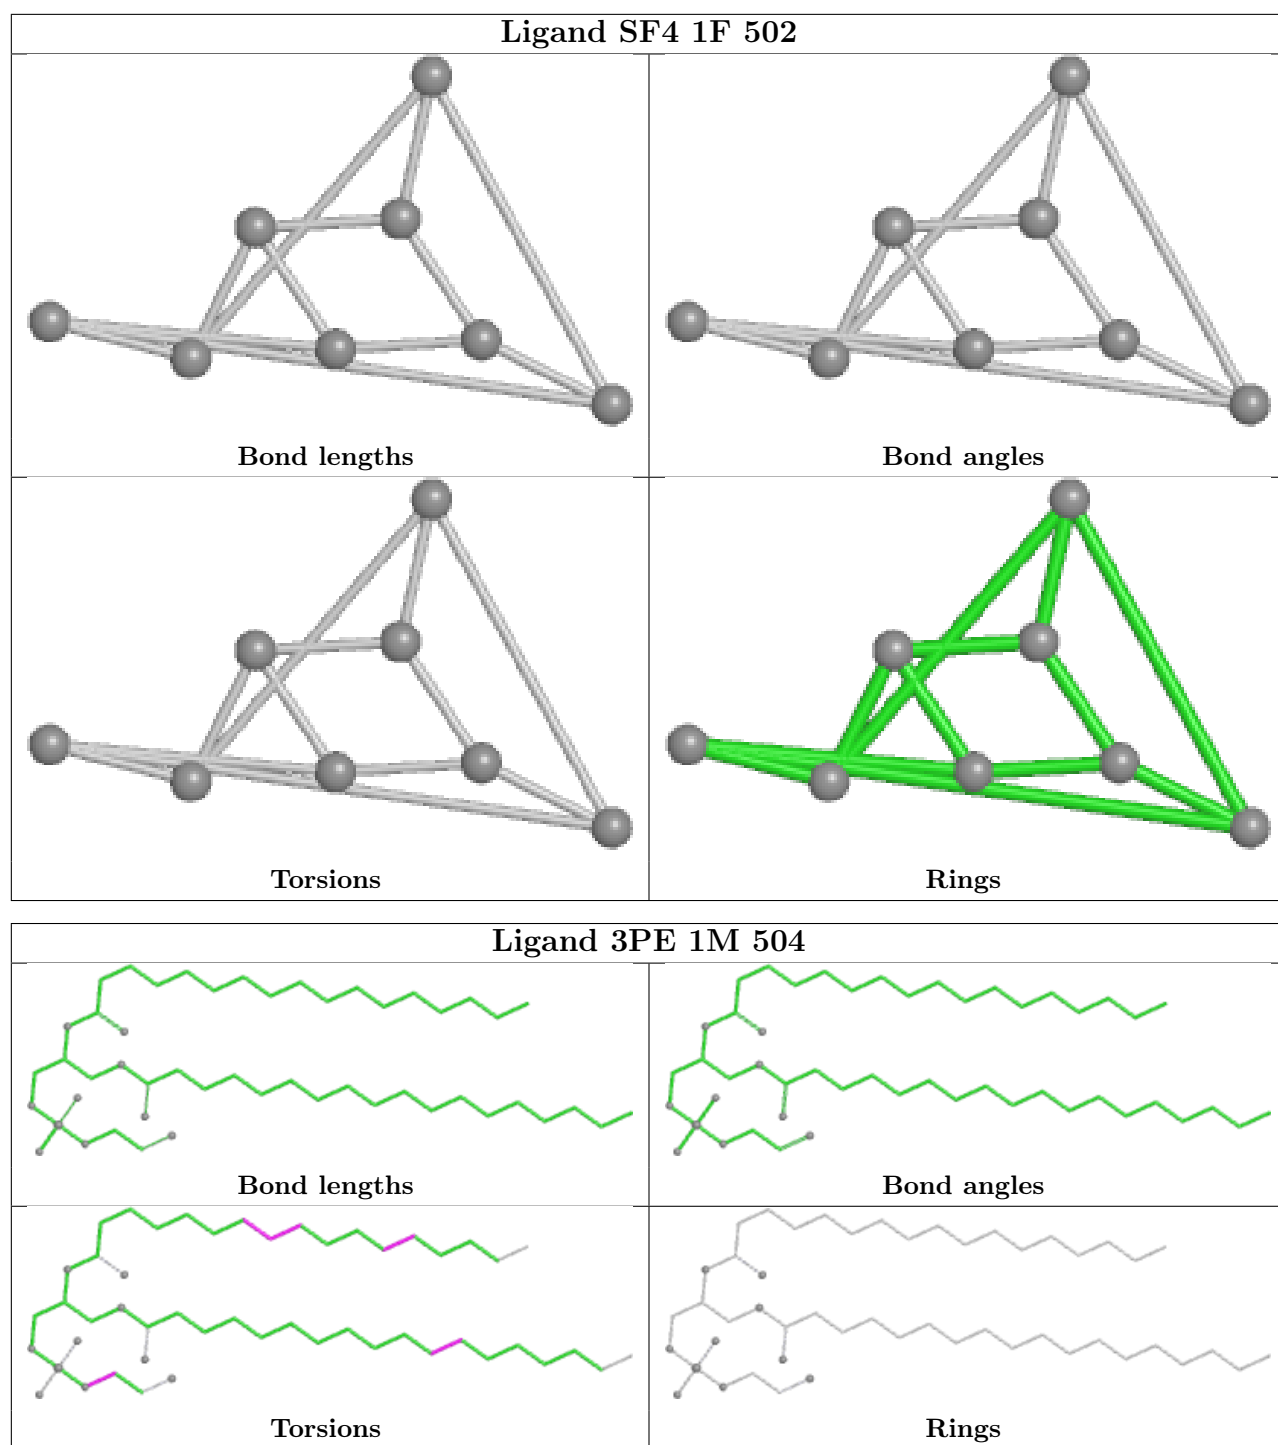 Ligand SF4 1F 502
Bond lengths
Bond angles
Torsions
Rings
Ligand 3PE 1M 504
Bond lengths
Bond angles
Torsions
Rings